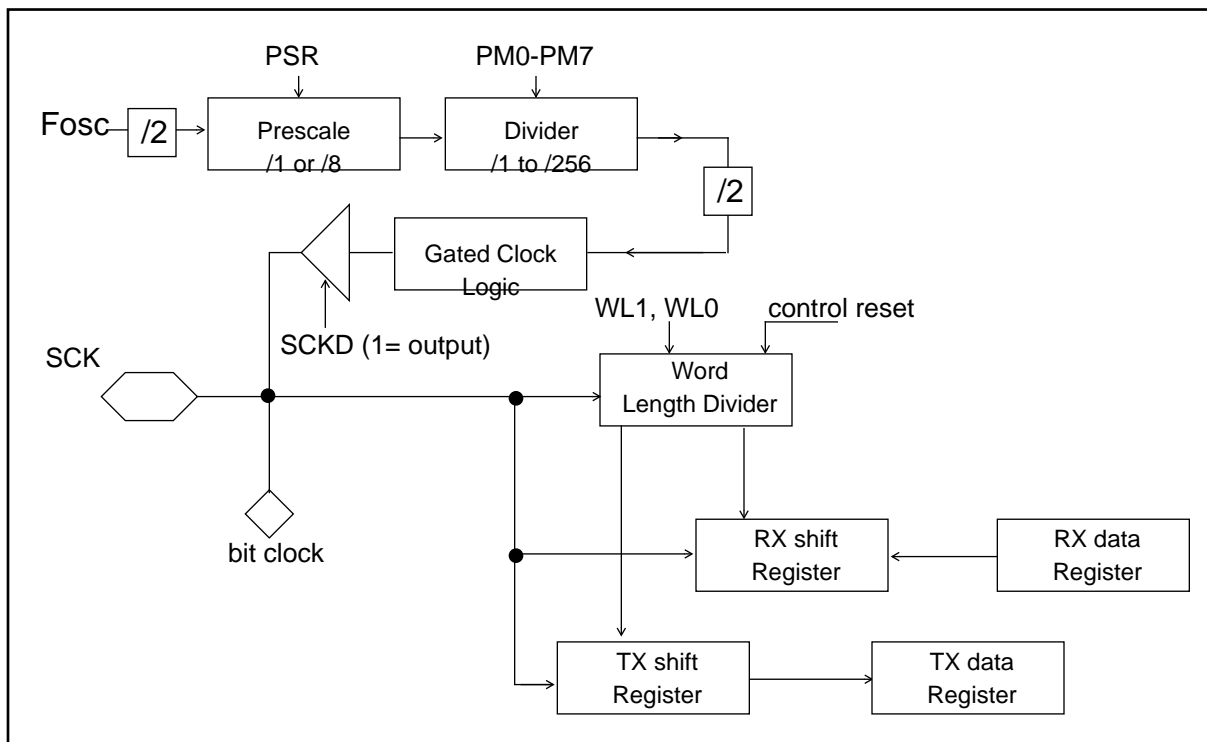 PSR
PM0-PM7
Fosc
/2
Prescale
/1 or /8
Divider
/1 to /256
/2
Gated Clock
Logic
SCKD (1= output)
WL1, WL0
control reset
SCK
Word
Length Divider
bit clock
RX shift
Register
RX data
Register
TX shift
Register
TX data
Register